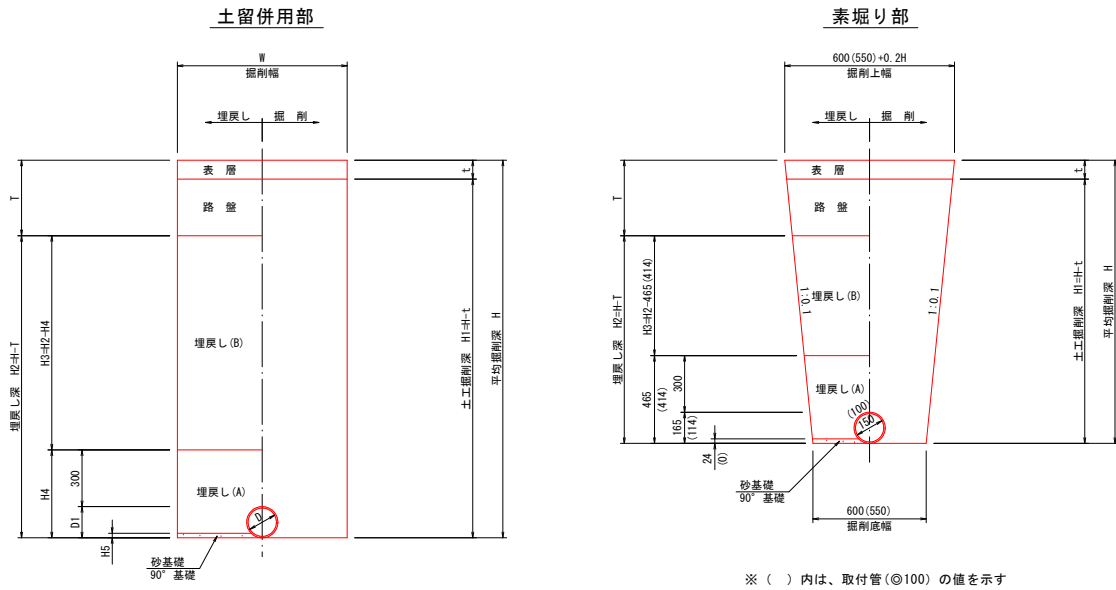 土留併用部
W
掘削幅
埋戻し 掘 削
表 層
路 盤
埋戻し(B)
埋戻し(A)
D
砂基礎
90° 基礎
T
埋戻し深 H2=H-T
H3=H2-H4
H4
300
D1
H5
t
土工掘削深 H1=H-t
平均掘削深 H
素堀り部
600(550)+0.2H
掘削上幅
埋戻し 掘 削
表 層
路 盤
埋戻し(B)
1:0.1
1:0.1
埋戻し(A)
(100)
150
砂基礎
90° 基礎
600(550)
掘削底幅
T
埋戻し深 H2=H-T
H3=H2-465(414)
465
(414)
300
165
(114)
24
(0)
t
土工掘削深 H1=H-t
平均掘削深 H
※ ( ) 内は、取付管(◎100) の値を示す